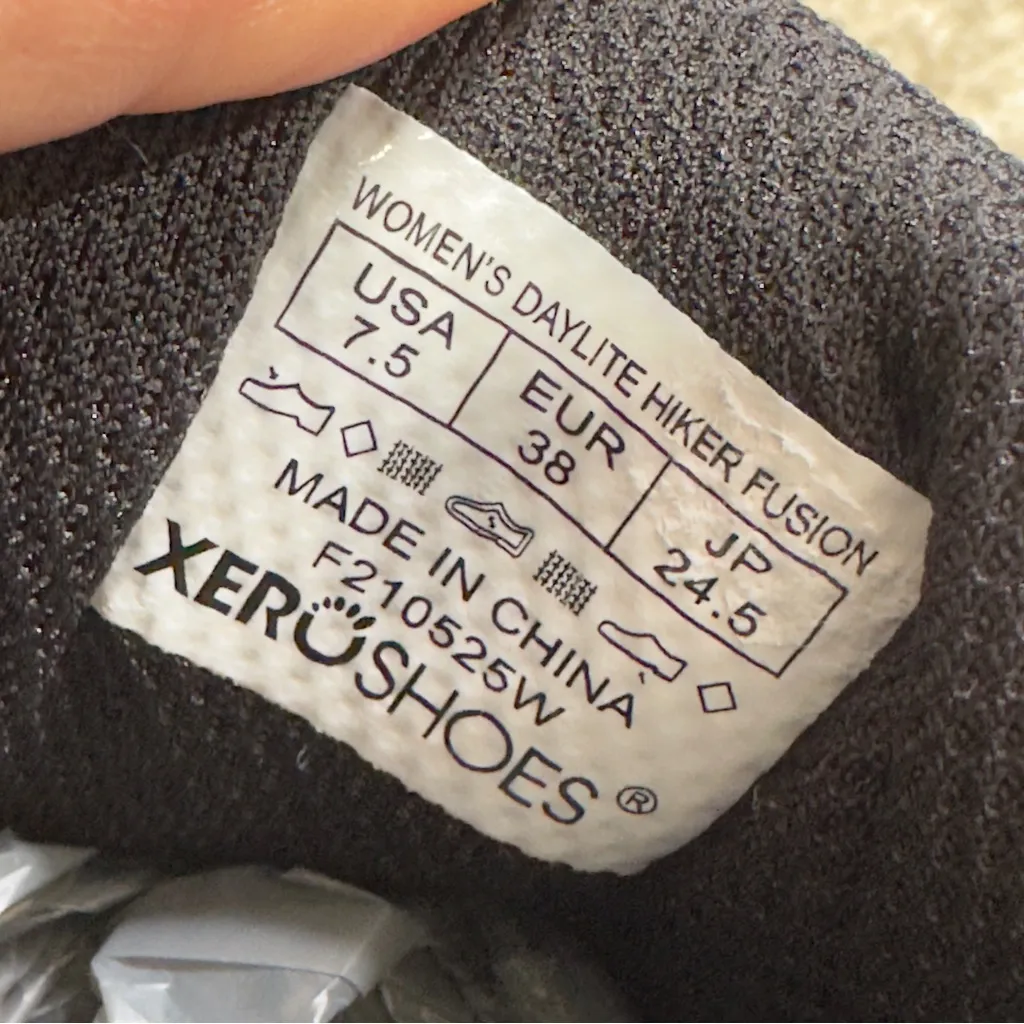 WOMEN'S DAYLITE HIKER FUSION
USA EUR JP
7.5 38 24.5
MADE IN CHINA
F210525W
XEROSHOES®